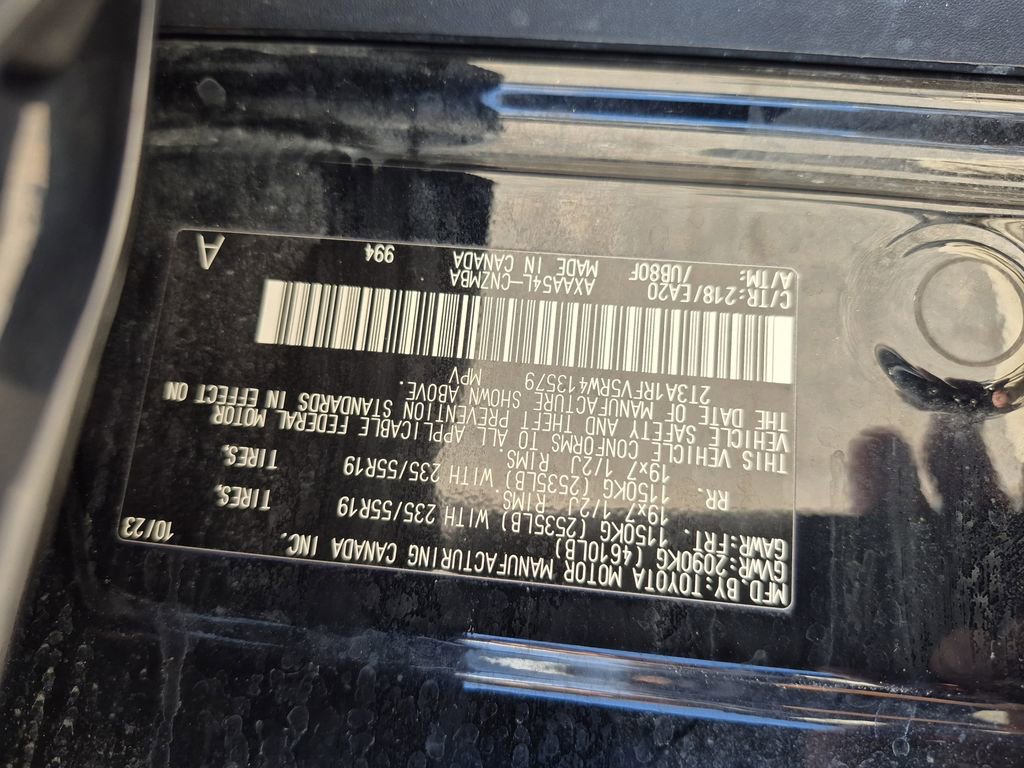 MFD.BY:TOYOTA MOTOR MANUFACTURING CANADA INC. 10/23
GVWR:2090KG (4610LB)
GAWR:FRT. 1150KG (2535LB) WITH 235/55R19 TIRES,
19x7 1/2J RIMS.
RR. 1150KG (2535LB) WITH 235/55R19 TIRES,
19x7 1/2J RIMS.
THIS VEHICLE CONFORMS TO ALL APPLICABLE FEDERAL MOTOR
VEHICLE SAFETY AND THEFT PREVENTION STANDARDS IN EFFECT ON
THE DATE OF MANUFACTURE SHOWN ABOVE.
2T3A1RFV5RW413579 MPV
C/TR:218/EA20 AXAA54L-CNZMBA
A/TM: /UB80F MADE IN CANADA 994 A